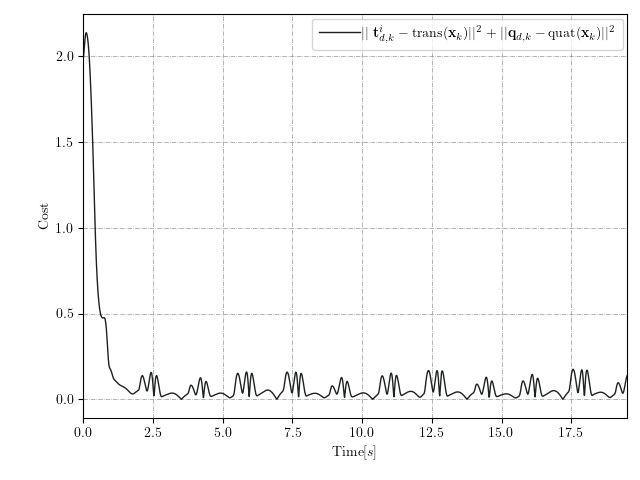 || t^i_{d,k} − trans(x_k)||^2 + ||q_{d,k} − quat(x_k)||^2
2.0
1.5
1.0
0.5
0.0
Cost
0.0 2.5 5.0 7.5 10.0 12.5 15.0 17.5
Time[s]